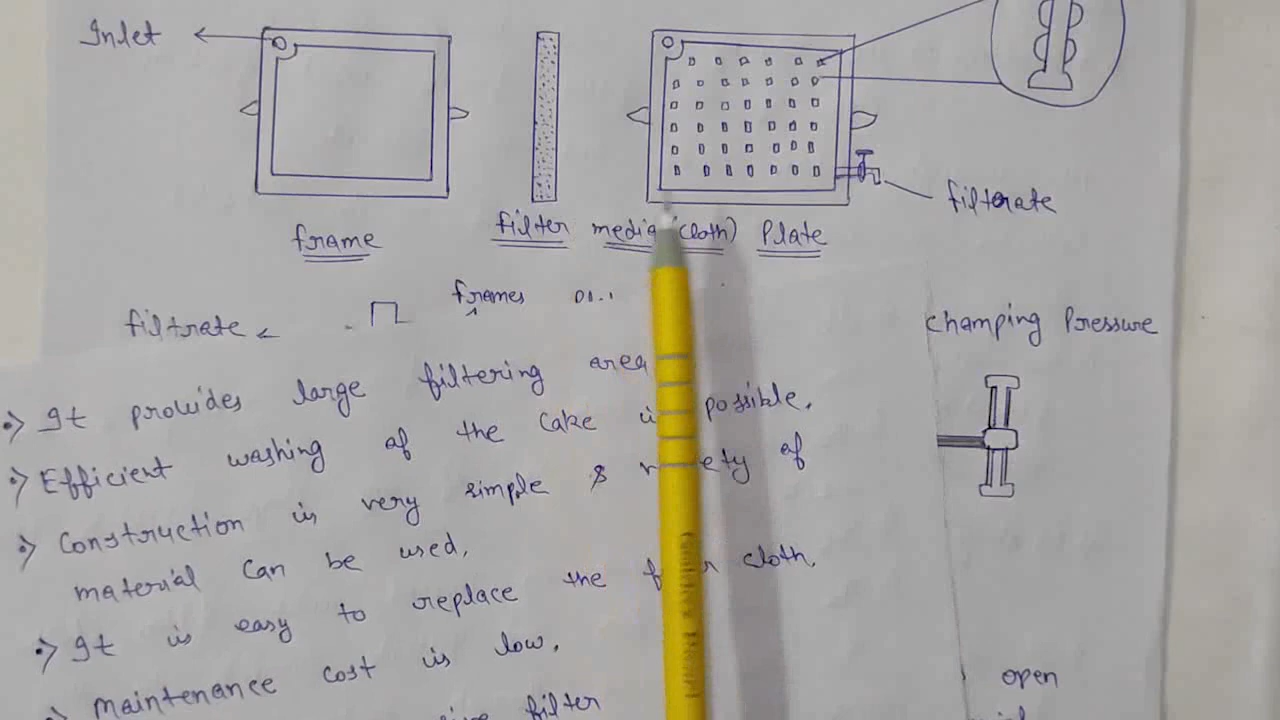 Inlet
frame
filter media (cloth)
Plate
filtrate
filtrate
frames
Champing Pressure
It provides large filtering area
Efficient washing of the cake is possible.
Construction is very simple & variety of
material can be used.
It is easy to replace the filter cloth.
Maintenance cost is low.
filter
open